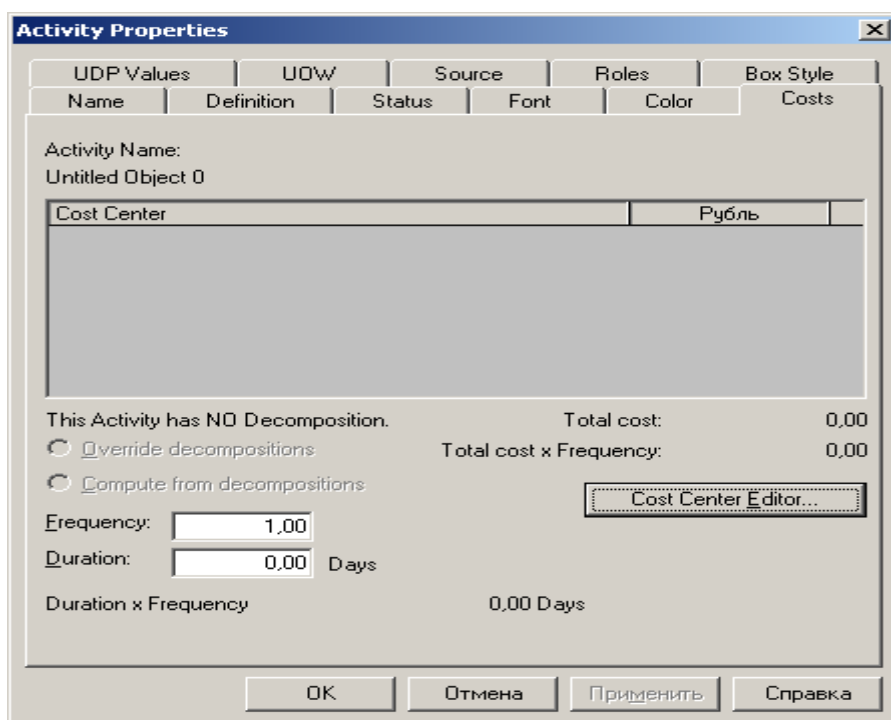 Activity Properties
UDP Values UOW Source Roles Box Style
Name Definition Status Font Color Costs
Activity Name:
Untitled Object 0
Cost Center Рубль
This Activity has NO Decomposition. Total cost: 0,00
Override decompositions Total cost x Frequency: 0,00
Compute from decompositions
Cost Center Editor...
Frequency: 1,00
Duration: 0,00 Days
Duration x Frequency 0,00 Days
OK Отмена Применить Справка